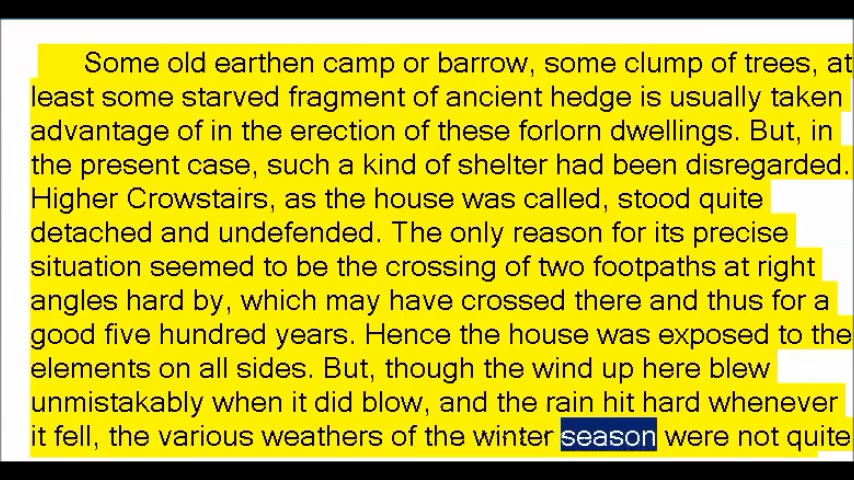 Some old earthen camp or barrow, some clump of trees, at
least some starved fragment of ancient hedge is usually taken
advantage of in the erection of these forlorn dwellings. But, in
the present case, such a kind of shelter had been disregarded.
Higher Crowstairs, as the house was called, stood quite
detached and undefended. The only reason for its precise
situation seemed to be the crossing of two footpaths at right
angles hard by, which may have crossed there and thus for a
good five hundred years. Hence the house was exposed to the
elements on all sides. But, though the wind up here blew
unmistakably when it did blow, and the rain hit hard whenever
it fell, the various weathers of the winter season were not quite